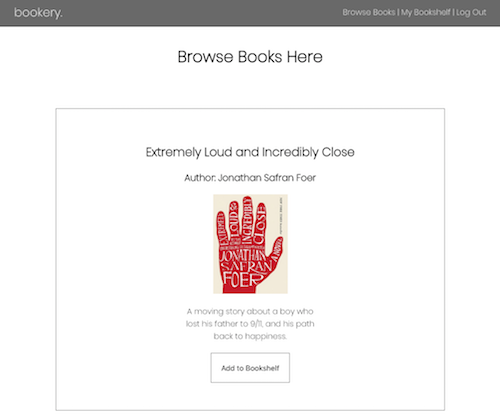 bookery.
Browse Books | My Bookshelf | Log Out
Browse Books Here
Extremely Loud and Incredibly Close
Author: Jonathan Safran Foer
EXTREMELY
LOUD &
INCREDIBLY
CLOSE
A NOVEL
JONATHAN
SAFRAN
FOER
A moving story about a boy who
lost his father to 9/11, and his path
back to happiness.
Add to Bookshelf